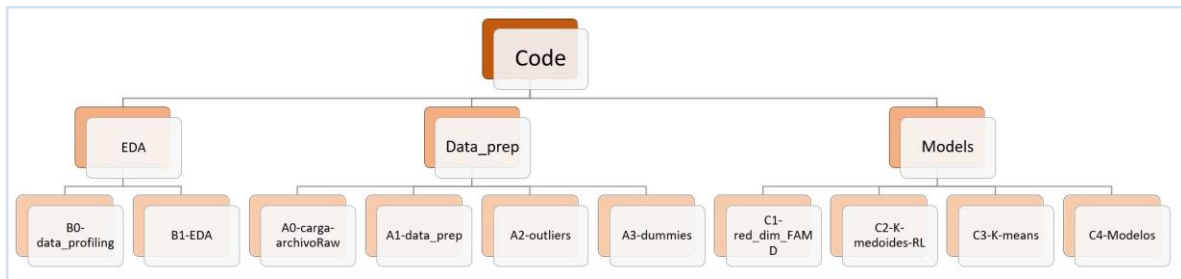 Code
EDA
Data_prep
Models
B0-
data_profiling
B1-EDA
A0-carga-
archivoRaw
A1-data_prep
A2-outliers
A3-dummies
C1-
red_dim_FAM
D
C2-K-
medoides-RL
C3-K-means
C4-Modelos